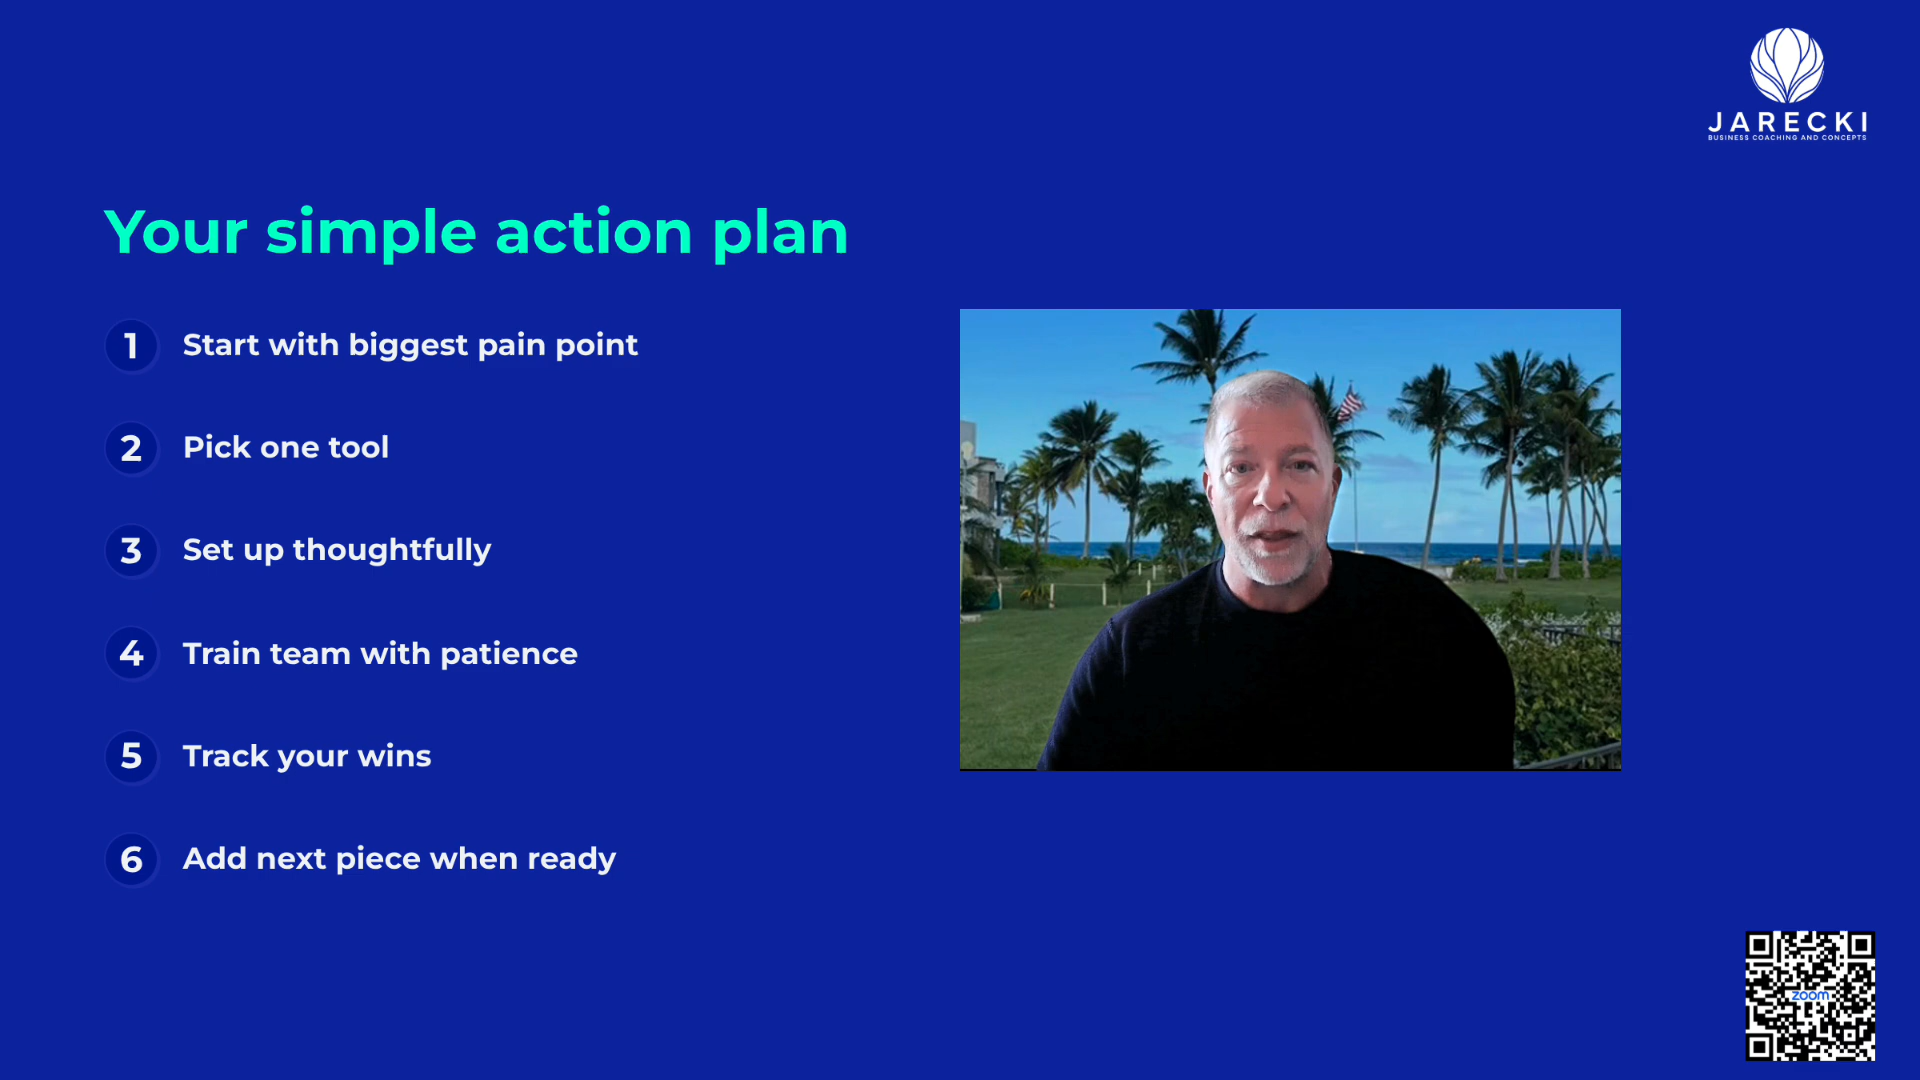 JARECKI
BUSINESS COACHING AND CONCEPTS
Your simple action plan
1 Start with biggest pain point
2 Pick one tool
3 Set up thoughtfully
4 Train team with patience
5 Track your wins
6 Add next piece when ready
zoom